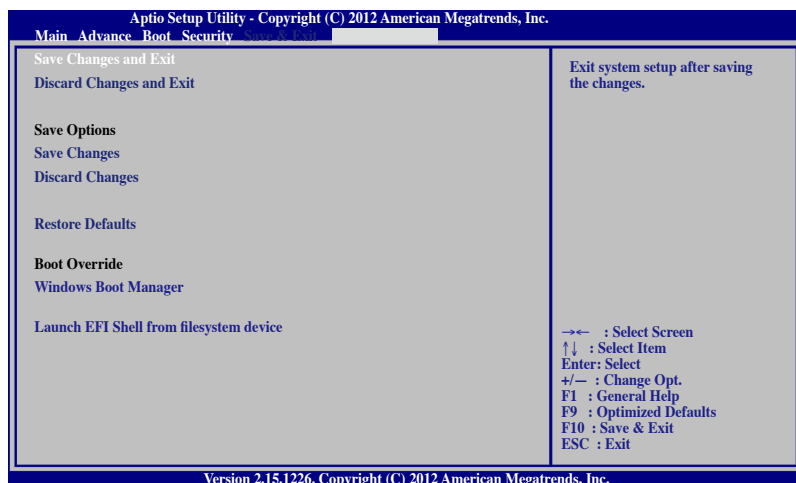 Aptio Setup Utility - Copyright (C) 2012 American Megatrends, Inc.
Main Advance Boot Security Save & Exit
Save Changes and Exit
Discard Changes and Exit
Save Options
Save Changes
Discard Changes
Restore Defaults
Boot Override
Windows Boot Manager
Launch EFI Shell from filesystem device
Exit system setup after saving
the changes.
→← : Select Screen
↑↓ : Select Item
Enter: Select
+/− : Change Opt.
F1 : General Help
F9 : Optimized Defaults
F10 : Save & Exit
ESC : Exit
Version 2.15.1226. Copyright (C) 2012 American Megatrends, Inc.